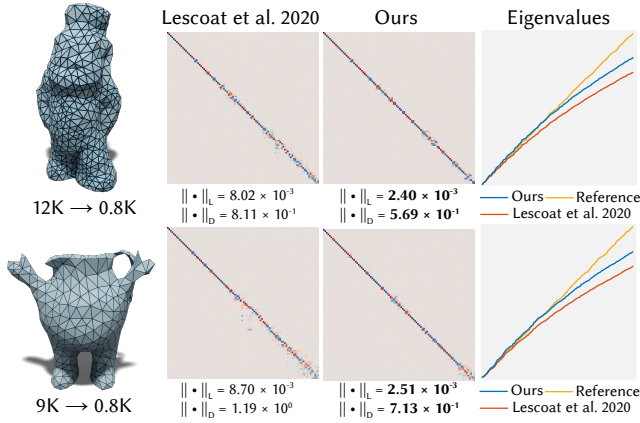 Lescoat et al. 2020 Ours Eigenvalues
|| • ||L = 8.02 × 10⁻³ || • ||L = 2.40 × 10⁻³
|| • ||D = 8.11 × 10⁻¹ || • ||D = 5.69 × 10⁻¹
12K → 0.8K
Ours Reference
Lescoat et al. 2020
|| • ||L = 8.70 × 10⁻³ || • ||L = 2.51 × 10⁻³
|| • ||D = 1.19 × 10⁰ || • ||D = 7.13 × 10⁻¹
9K → 0.8K
Ours Reference
Lescoat et al. 2020